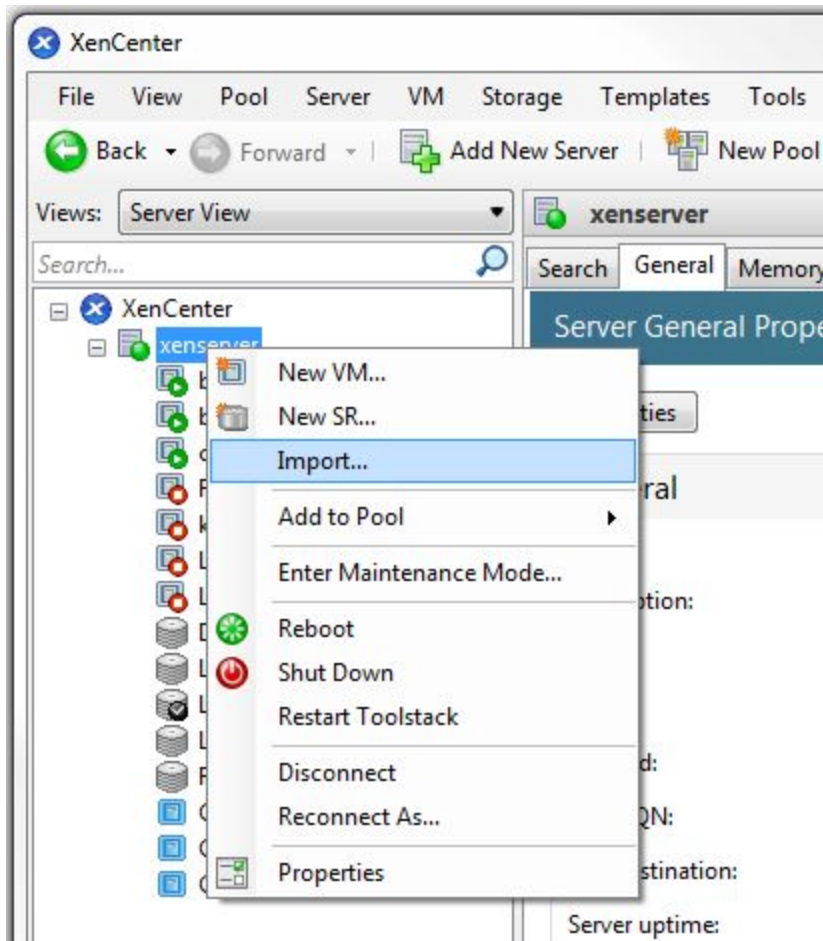 XenCenter
File View Pool Server VM Storage Templates Tools
Back Forward Add New Server New Pool
Views: Server View
xenserver
Search...
Search General Memory
XenCenter
Server General Prope
xenserver
New VM...
New SR...
ties
Import...
ral
Add to Pool
Enter Maintenance Mode...
ption:
Reboot
Shut Down
Restart Toolstack
Disconnect
d:
Reconnect As...
QN:
Properties
stination:
Server uptime: